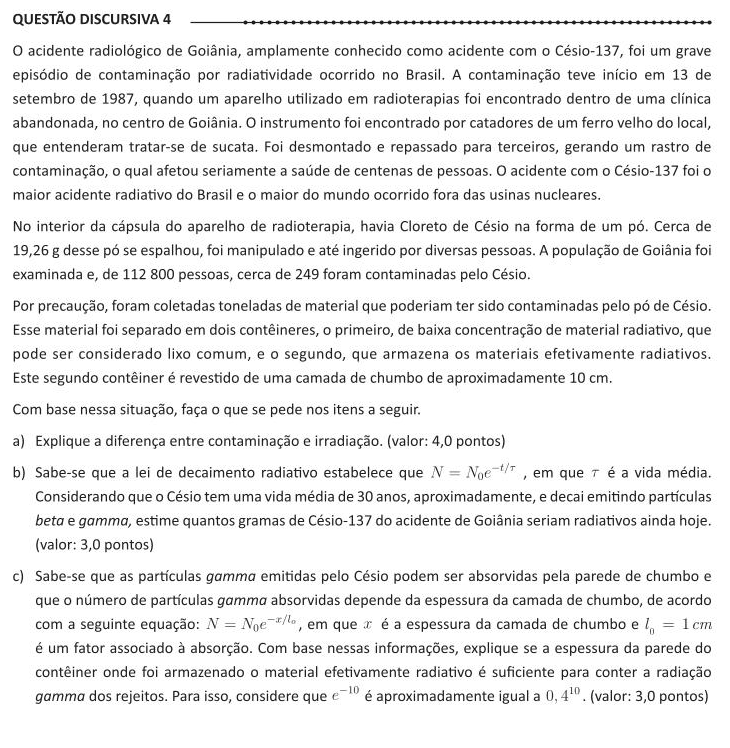 QUESTÃO DISCURSIVA 4
O acidente radiológico de Goiânia, amplamente conhecido como acidente com o Césio-137, foi um grave
episódio de contaminação por radiatividade ocorrido no Brasil. A contaminação teve início em 13 de
setembro de 1987, quando um aparelho utilizado em radioterapias foi encontrado dentro de uma clínica
abandonada, no centro de Goiânia. O instrumento foi encontrado por catadores de um ferro velho do local,
que entenderam tratar-se de sucata. Foi desmontado e repassado para terceiros, gerando um rastro de
contaminação, o qual afetou seriamente a saúde de centenas de pessoas. O acidente com o Césio-137 foi o
maior acidente radiativo do Brasil e o maior do mundo ocorrido fora das usinas nucleares.
No interior da cápsula do aparelho de radioterapia, havia Cloreto de Césio na forma de um pó. Cerca de
19,26 g desse pó se espalhou, foi manipulado e até ingerido por diversas pessoas. A população de Goiânia foi
examinada e, de 112 800 pessoas, cerca de 249 foram contaminadas pelo Césio.
Por precaução, foram coletadas toneladas de material que poderiam ter sido contaminadas pelo pó de Césio.
Esse material foi separado em dois contêineres, o primeiro, de baixa concentração de material radiativo, que
pode ser considerado lixo comum, e o segundo, que armazena os materiais efetivamente radiativos.
Este segundo contêiner é revestido de uma camada de chumbo de aproximadamente 10 cm.
Com base nessa situação, faça o que se pede nos itens a seguir.
a) Explique a diferença entre contaminação e irradiação. (valor: 4,0 pontos)
b) Sabe-se que a lei de decaimento radiativo estabelece que N = N₀e^{-t/τ} , em que τ é a vida média.
Considerando que o Césio tem uma vida média de 30 anos, aproximadamente, e decai emitindo partículas
beta e gamma, estime quantos gramas de Césio-137 do acidente de Goiânia seriam radiativos ainda hoje.
(valor: 3,0 pontos)
c) Sabe-se que as partículas gamma emitidas pelo Césio podem ser absorvidas pela parede de chumbo e
que o número de partículas gamma absorvidas depende da espessura da camada de chumbo, de acordo
com a seguinte equação: N = N₀e^{-x/l₀}, em que x é a espessura da camada de chumbo e l₀ = 1 cm
é um fator associado à absorção. Com base nessas informações, explique se a espessura da parede do
contêiner onde foi armazenado o material efetivamente radiativo é suficiente para conter a radiação
gamma dos rejeitos. Para isso, considere que e^{-10} é aproximadamente igual a 0,4^{10}. (valor: 3,0 pontos)